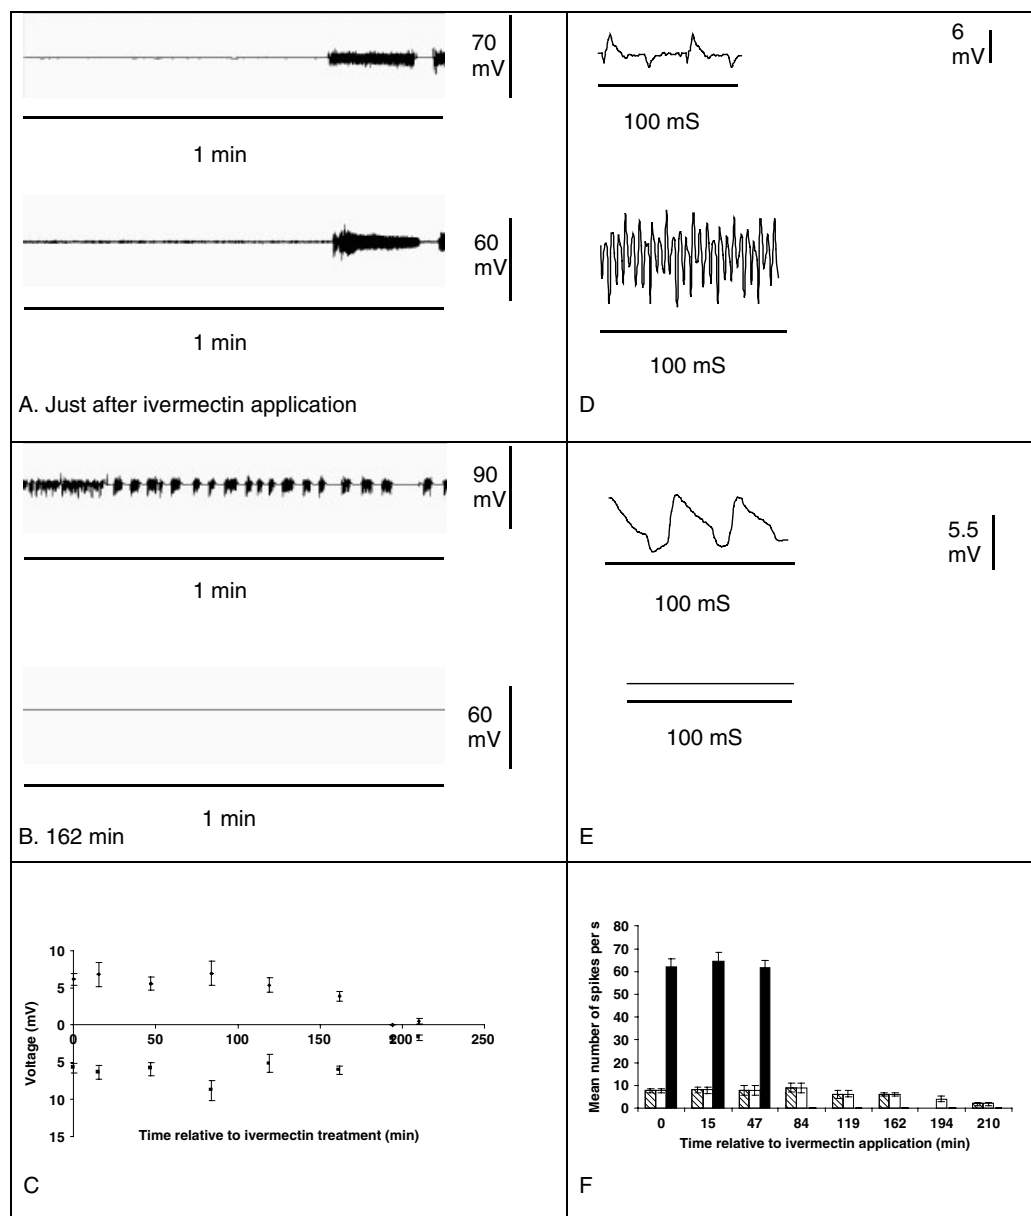 70
mV
1 min
60
mV
1 min
A. Just after ivermectin application
6
mV
100 mS
100 mS
D
90
mV
1 min
60
mV
1 min
B. 162 min
5.5
mV
100 mS
100 mS
E
10
5
0
5
10
15
0
50
100
150
200
250
Voltage (mV)
Time relative to ivermectin treatment (min)
C
80
70
60
50
40
30
20
10
0
Mean number of spikes per s
0 15 47 84 119 162 194 210
Time relative to ivermectin application (min)
F